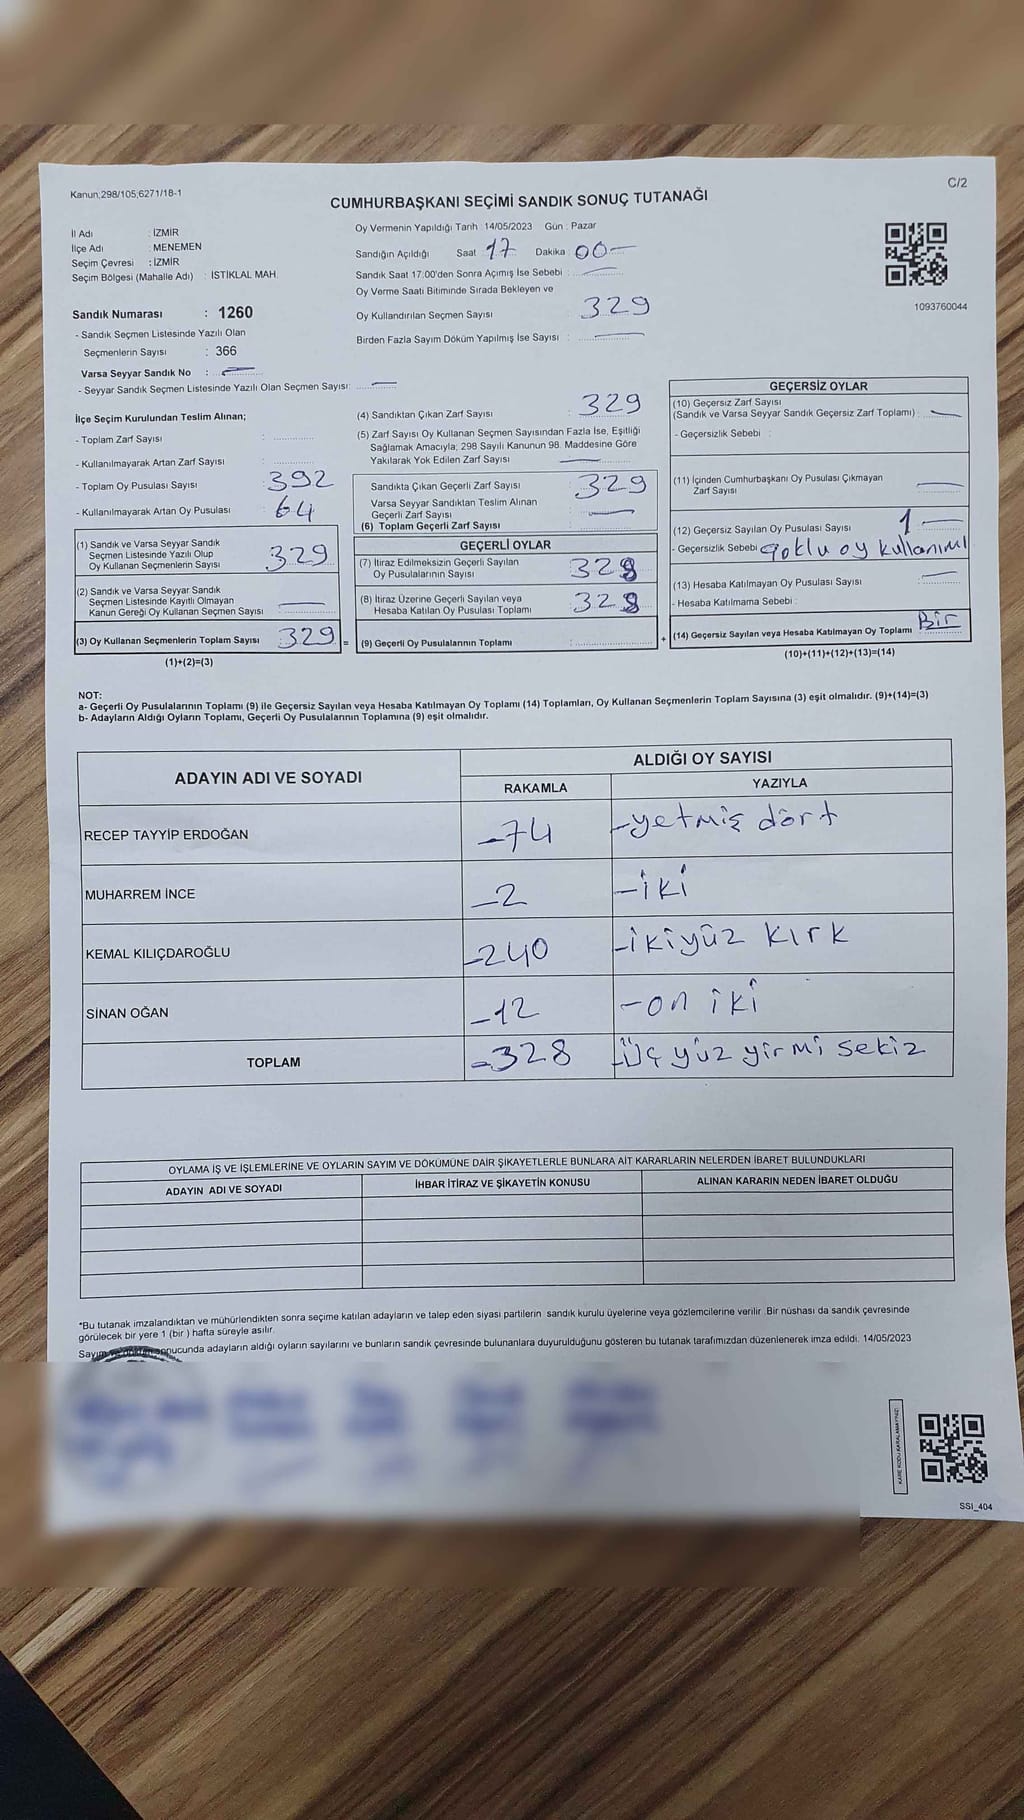 Kanun;298/105;6271/18-1
C/2
CUMHURBAŞKANI SEÇİMİ SANDIK SONUÇ TUTANAĞI
İl Adı : İZMİR
İlçe Adı : MENEMEN
Seçim Çevresi : İZMİR
Seçim Bölgesi (Mahalle Adı) : İSTİKLAL MAH.
Sandık Numarası : 1260
- Sandık Seçmen Listesinde Yazılı Olan
Seçmenlerin Sayısı : 366
Varsa Seyyar Sandık No :
- Seyyar Sandık Seçmen Listesinde Yazılı Olan Seçmen Sayısı:
Oy Vermenin Yapıldığı Tarih :14/05/2023 Gün : Pazar
Sandığın Açıldığı Saat 17 Dakika 00
Sandık Saat 17:00'den Sonra Açımış İse Sebebi :
Oy Verme Saati Bitiminde Sırada Bekleyen ve
Oy Kullandırılan Seçmen Sayısı : 329
Birden Fazla Sayım Döküm Yapılmış İse Sayısı :
1093760044
İlçe Seçim Kurulundan Teslim Alınan;
- Toplam Zarf Sayısı :
- Kullanılmayarak Artan Zarf Sayısı :
- Toplam Oy Pusulası Sayısı : 392
- Kullanılmayarak Artan Oy Pusulası : 64
(1) Sandık ve Varsa Seyyar Sandık
Seçmen Listesinde Yazılı Olup
Oy Kullanan Seçmenlerin Sayısı : 329
(2) Sandık ve Varsa Seyyar Sandık
Seçmen Listesinde Kayıtlı Olmayan
Kanun Gereği Oy Kullanan Seçmen Sayısı :
(3) Oy Kullanan Seçmenlerin Toplam Sayısı : 329 =
(1)+(2)=(3)
(4) Sandıktan Çıkan Zarf Sayısı : 329
(5) Zarf Sayısı Oy Kullanan Seçmen Sayısından Fazla İse, Eşitliği
Sağlamak Amacıyla; 298 Sayılı Kanunun 98. Maddesine Göre
Yakılarak Yok Edilen Zarf Sayısı
Sandıkta Çıkan Geçerli Zarf Sayısı : 329
Varsa Seyyar Sandıktan Teslim Alınan
Geçerli Zarf Sayısı :
(6) Toplam Geçerli Zarf Sayısı :
GEÇERLİ OYLAR
(7) İtiraz Edilmeksizin Geçerli Sayılan
Oy Pusulalarının Sayısı : 328
(8) İtiraz Üzerine Geçerli Sayılan veya
Hesaba Katılan Oy Pusulası Toplamı : 328
(9) Geçerli Oy Pusulalarının Toplamı : +
GEÇERSİZ OYLAR
(10) Geçersiz Zarf Sayısı
(Sandık ve Varsa Seyyar Sandık Geçersiz Zarf Toplamı) :
- Geçersizlik Sebebi :
(11) İçinden Cumhurbaşkanı Oy Pusulası Çıkmayan
Zarf Sayısı :
(12) Geçersiz Sayılan Oy Pusulası Sayısı : 1
- Geçersizlik Sebebi çoklu oy kullanımı
(13) Hesaba Katılmayan Oy Pusulası Sayısı :
- Hesaba Katılmama Sebebi :
(14) Geçersiz Sayılan veya Hesaba Katılmayan Oy Toplamı : Bir
(10)+(11)+(12)+(13)=(14)
NOT:
a- Geçerli Oy Pusulalarının Toplamı (9) ile Geçersiz Sayılan veya Hesaba Katılmayan Oy Toplamı (14) Toplamları, Oy Kullanan Seçmenlerin Toplam Sayısına (3) eşit olmalıdır. (9)+(14)=(3)
b- Adayların Aldığı Oyların Toplamı, Geçerli Oy Pusulalarının Toplamına (9) eşit olmalıdır.
ADAYIN ADI VE SOYADI
ALDIĞI OY SAYISI
RAKAMLA YAZIYLA
RECEP TAYYİP ERDOĞAN -74 -yetmiş dört
MUHARREM İNCE -2 -iki
KEMAL KILIÇDAROĞLU -240 -ikiyüz kırk
SİNAN OĞAN -12 -on iki
TOPLAM -328 -Üç yüz yirmi sekiz
OYLAMA İŞ VE İŞLEMLERİNE VE OYLARIN SAYIM VE DÖKÜMÜNE DAİR ŞİKAYETLERLE BUNLARA AİT KARARLARIN NELERDEN İBARET BULUNDUKLARI
ADAYIN ADI VE SOYADI İHBAR İTİRAZ VE ŞİKAYETİN KONUSU ALINAN KARARIN NEDEN İBARET OLDUĞU
*Bu tutanak imzalandıktan ve mühürlendikten sonra seçime katılan adayların ve talep eden siyasi partilerin sandık kurulu üyelerine veya gözlemcilerine verilir. Bir nüshası da sandık çevresinde
görülecek bir yere 1 (bir ) hafta süreyle asılır.
Sayım sonucunda adayların aldığı oyların sayılarını ve bunların sandık çevresinde bulunanlara duyurulduğunu gösteren bu tutanak tarafımızdan düzenlenerek imza edildi. 14/05/2023
KARE KODU KARALAMAYINIZ!
SSI_404